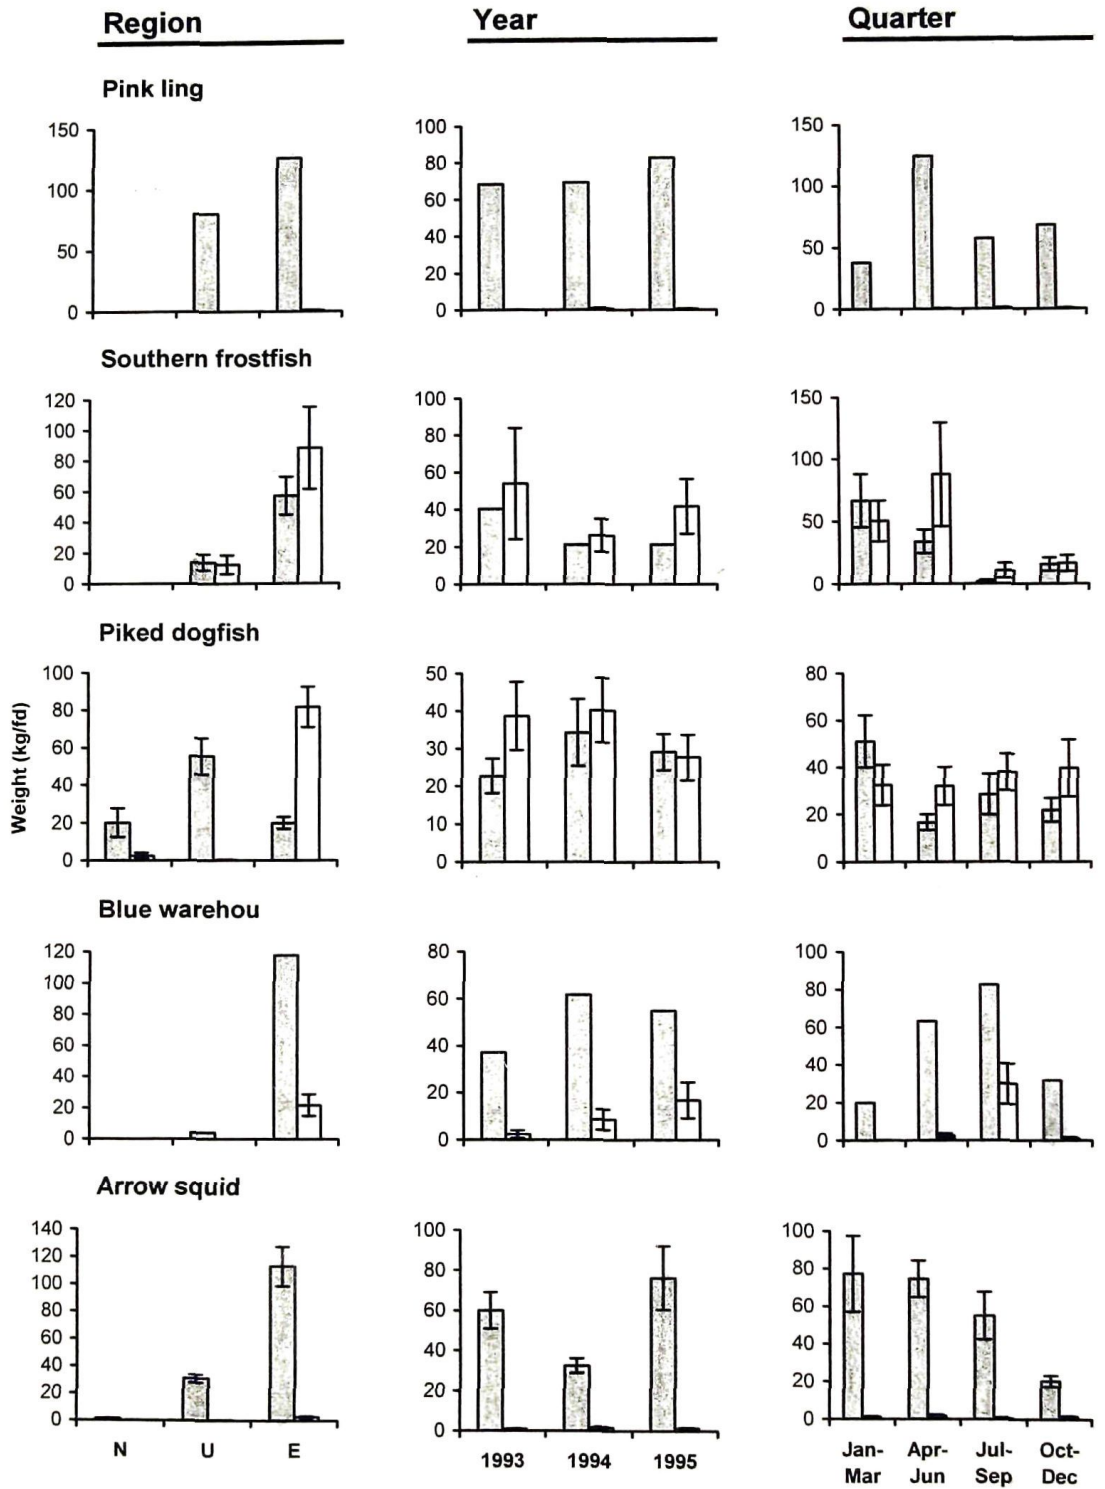 Region Year Quarter
Pink ling
150 100 50 0
100 80 60 40 20 0
150 100 50 0
Southern frostfish
120 100 80 60 40 20 0
100 80 60 40 20 0
150 100 50 0
Piked dogfish
Weight (kg/fd)
100 80 60 40 20 0
50 40 30 20 10 0
80 60 40 20 0
Blue warehou
120 100 80 60 40 20 0
80 60 40 20 0
100 80 60 40 20 0
Arrow squid
140 120 100 80 60 40 20 0
100 80 60 40 20 0
100 80 60 40 20 0
N U E
1993 1994 1995
Jan- Apr- Jul- Oct-
Mar Jun Sep Dec